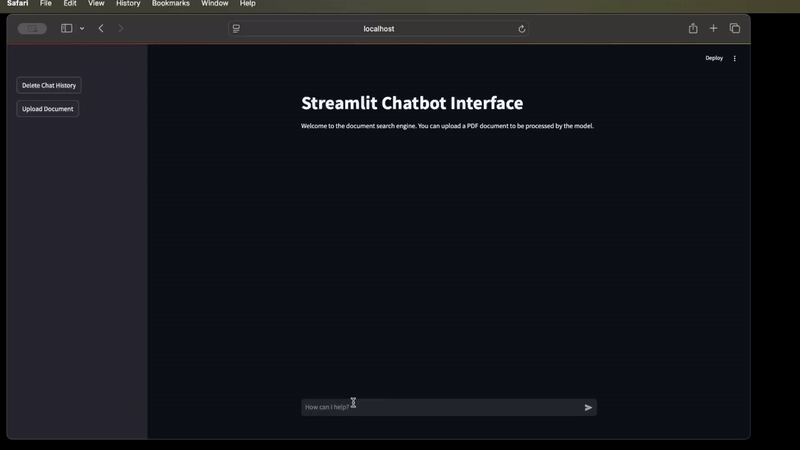 Safari File Edit View History Bookmarks Window Help
localhost
Deploy
Delete Chat History
Upload Document
Streamlit Chatbot Interface
Welcome to the document search engine. You can upload a PDF document to be processed by the model.
How can I help?